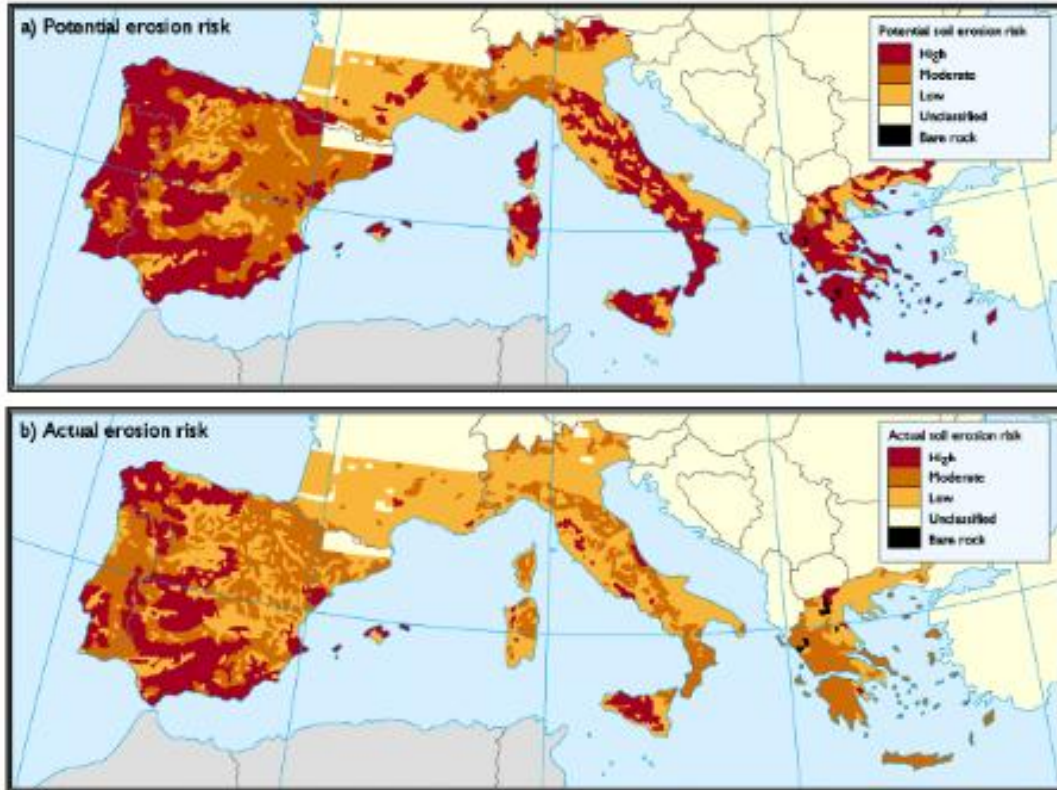 a) Potential erosion risk
Potential soil erosion risk
High
Moderate
Low
Unclassified
Bare rock
b) Actual erosion risk
Actual soil erosion risk
High
Moderate
Low
Unclassified
Bare rock